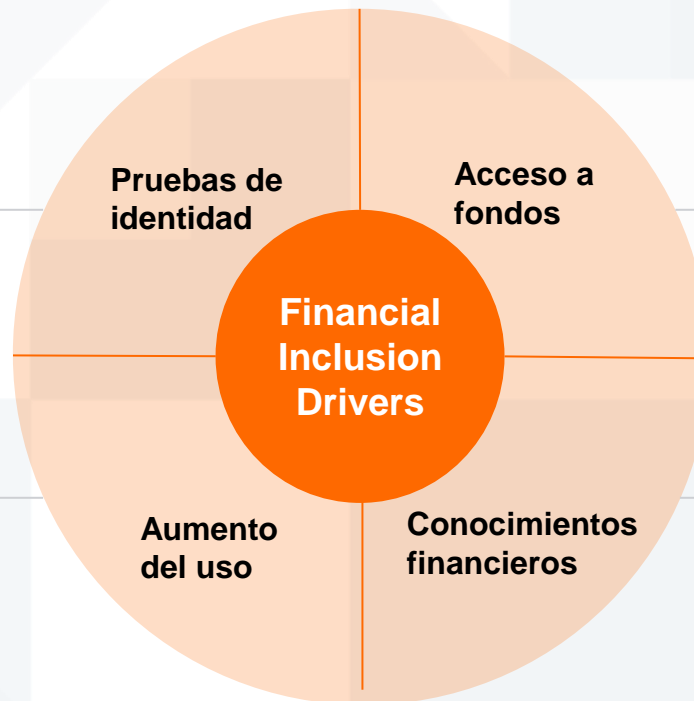 Pruebas de
identidad
Acceso a
fondos
Financial
Inclusion
Drivers
Aumento
del uso
Conocimientos
financieros